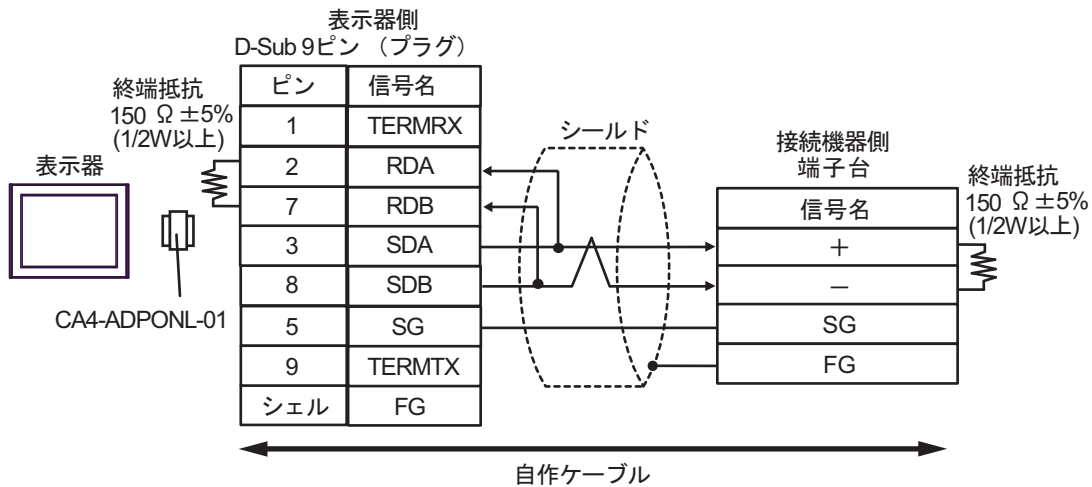 表示器側
D-Sub 9ピン （プラグ）
終端抵抗
150 Ω ±5%
(1/2W以上)
表示器
CA4-ADPONL-01
ピン 信号名
1 TERMRX
2 RDA
7 RDB
3 SDA
8 SDB
5 SG
9 TERMTX
シェル FG
シールド
接続機器側
端子台
信号名
+
−
SG
FG
終端抵抗
150 Ω ±5%
(1/2W以上)
自作ケーブル